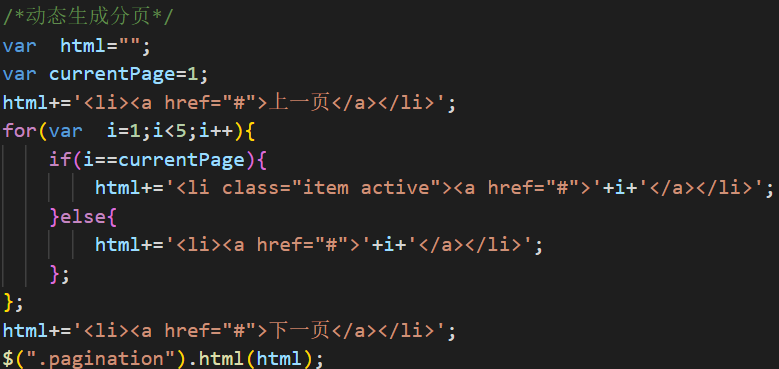 /*动态生成分页*/
var  html="";
var currentPage=1;
html+='<li><a href="#">上一页</a></li>';
for(var  i=1;i<5;i++){
    if(i==currentPage){
        html+='<li class="item active"><a href="#">'+i+'</a></li>';
    }else{
        html+='<li><a href="#">'+i+'</a></li>';
    };
};
html+='<li><a href="#">下一页</a></li>';
$(".pagination").html(html);